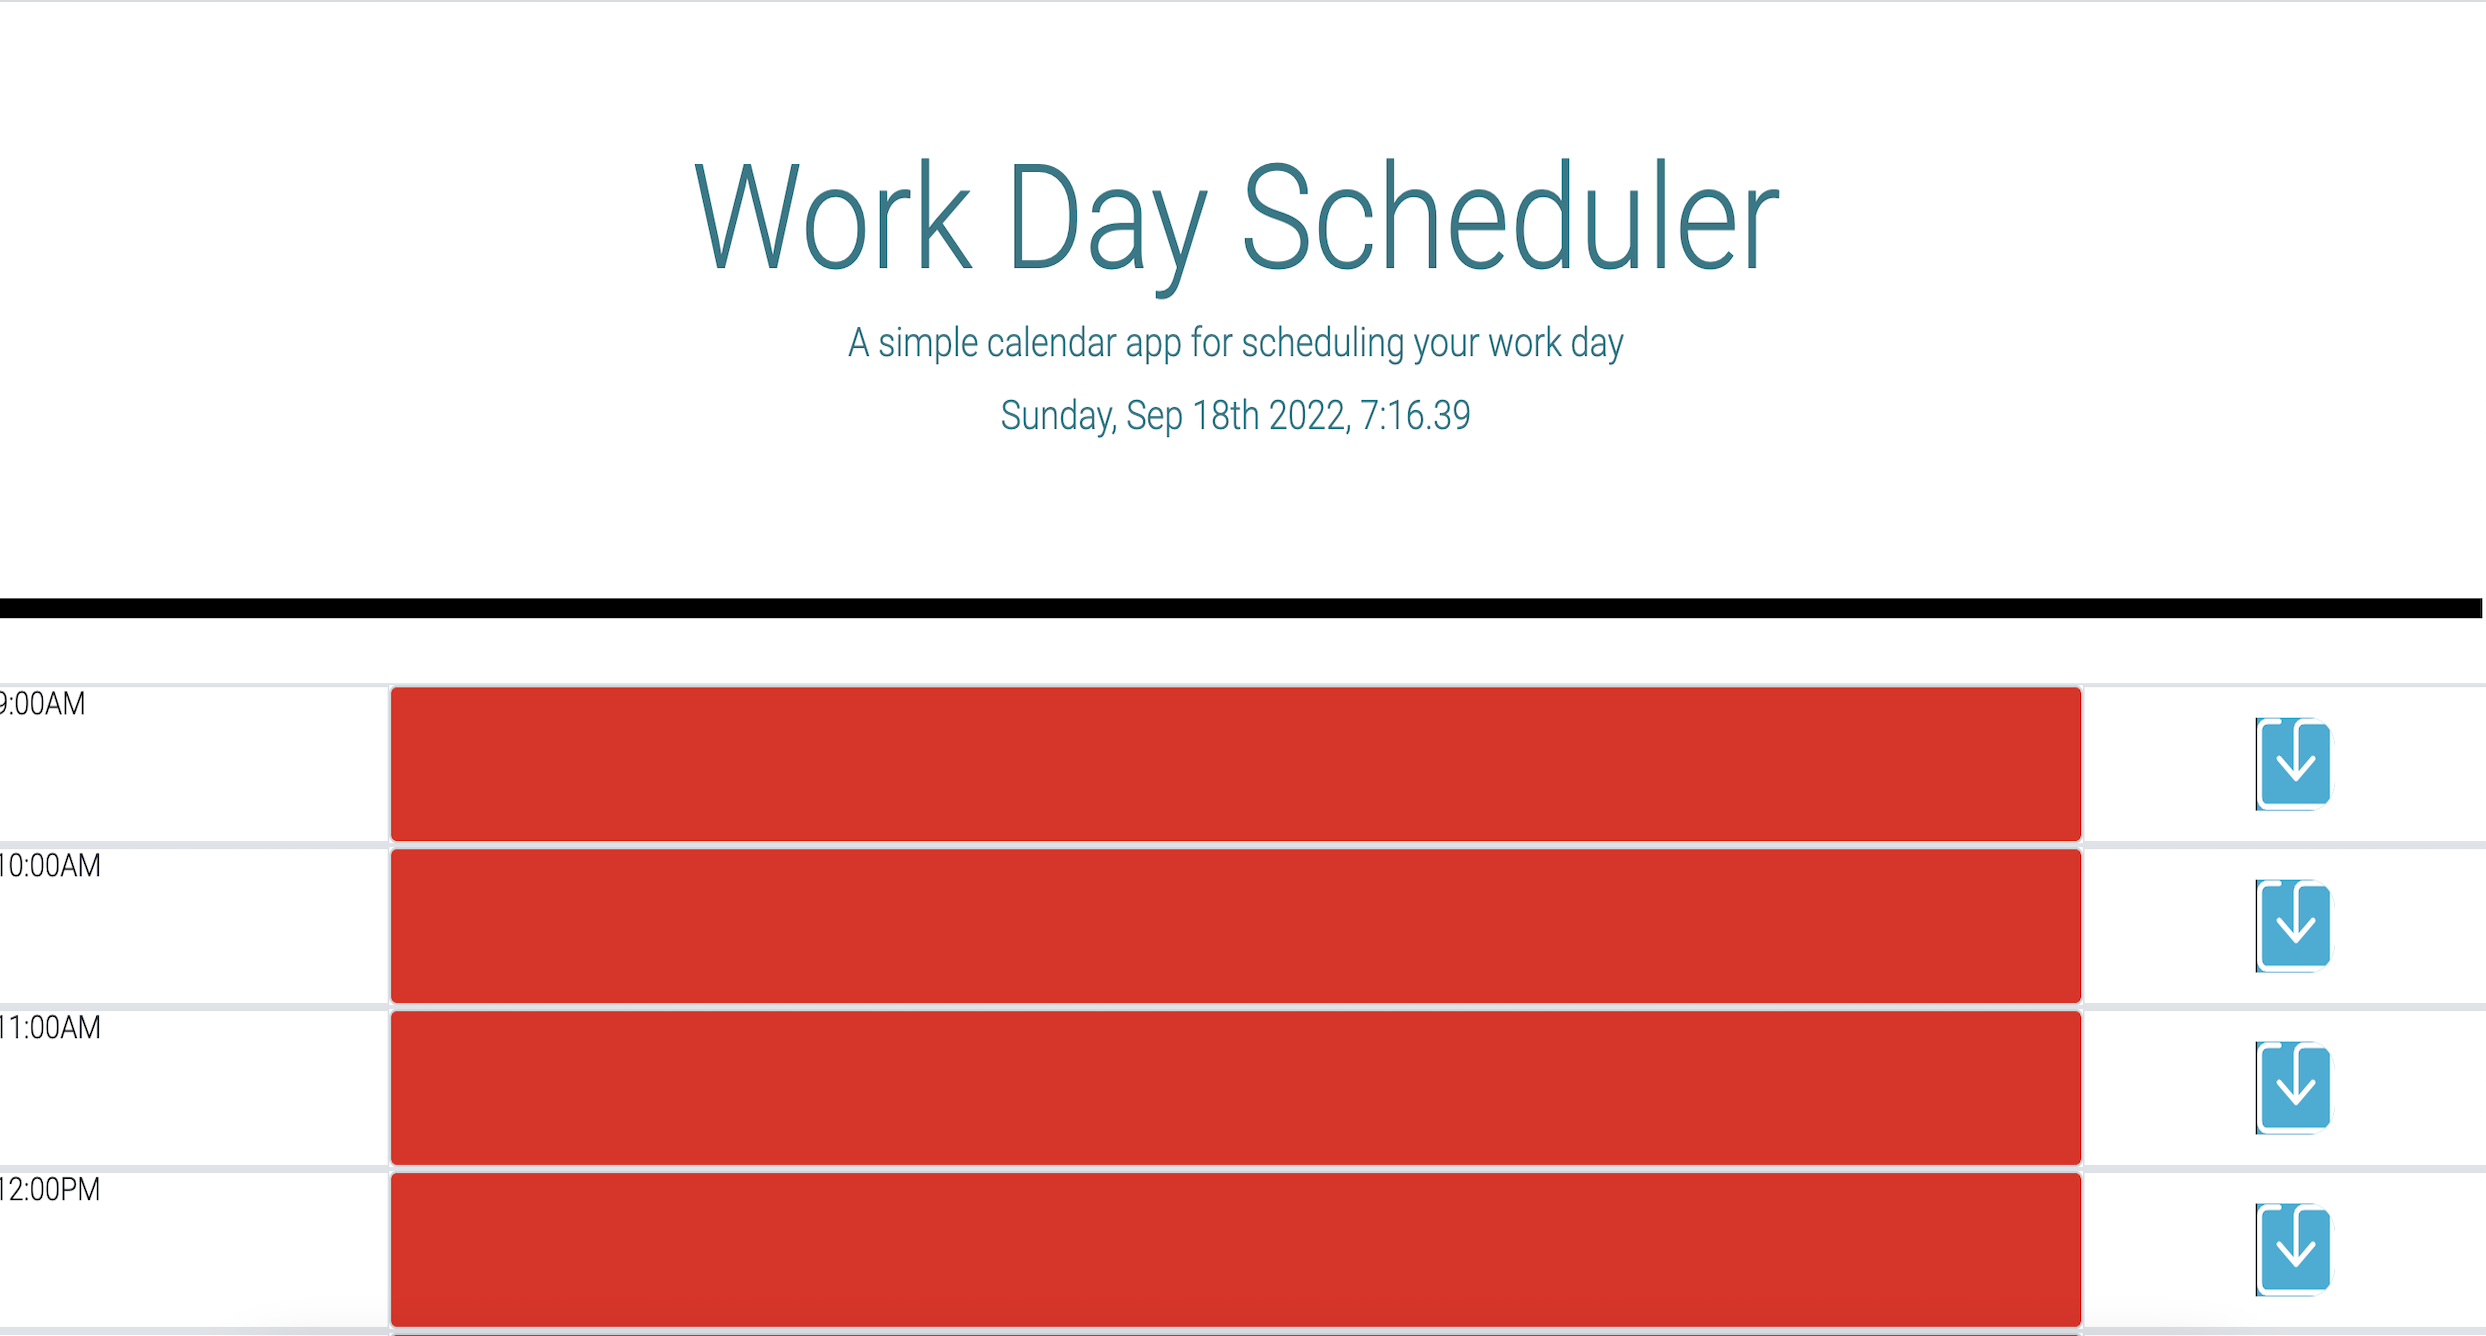 Work Day Scheduler
A simple calendar app for scheduling your work day
Sunday, Sep 18th 2022, 7:16.39
9:00AM
10:00AM
11:00AM
12:00PM